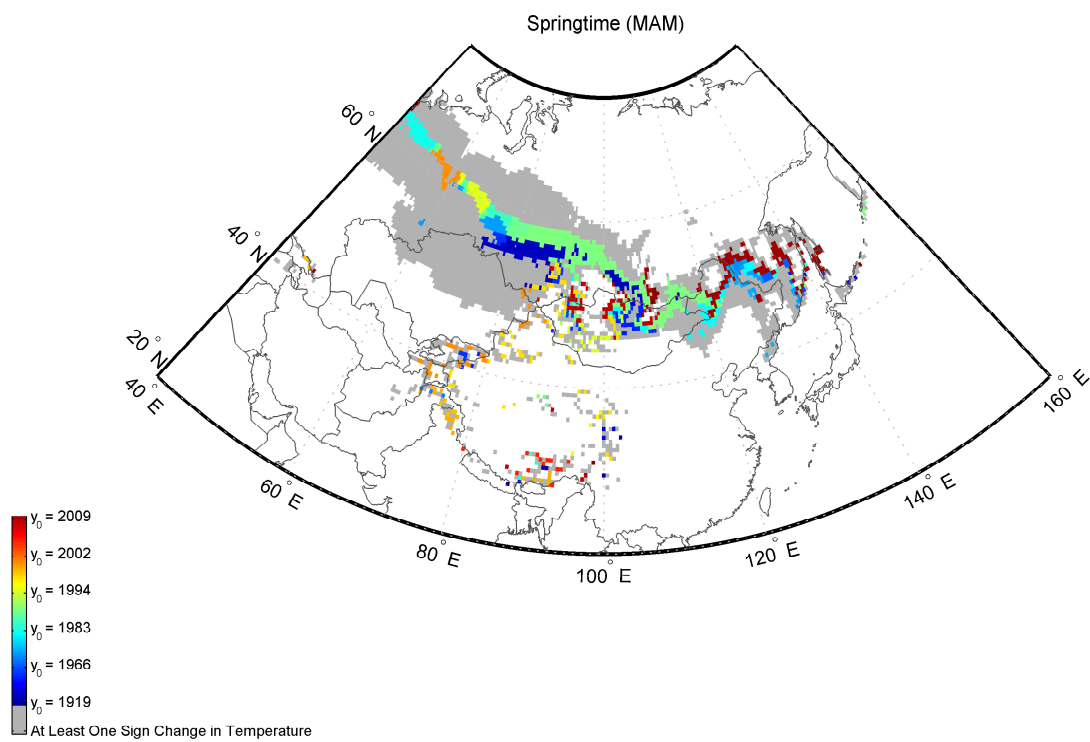 Springtime (MAM)
60 ° N
40 ° N
20 ° N
40 ° E
60 ° E
80 ° E
100 ° E
120 ° E
140 ° E
160 ° E
y₀ = 2009
y₀ = 2002
y₀ = 1994
y₀ = 1983
y₀ = 1966
y₀ = 1919
At Least One Sign Change in Temperature